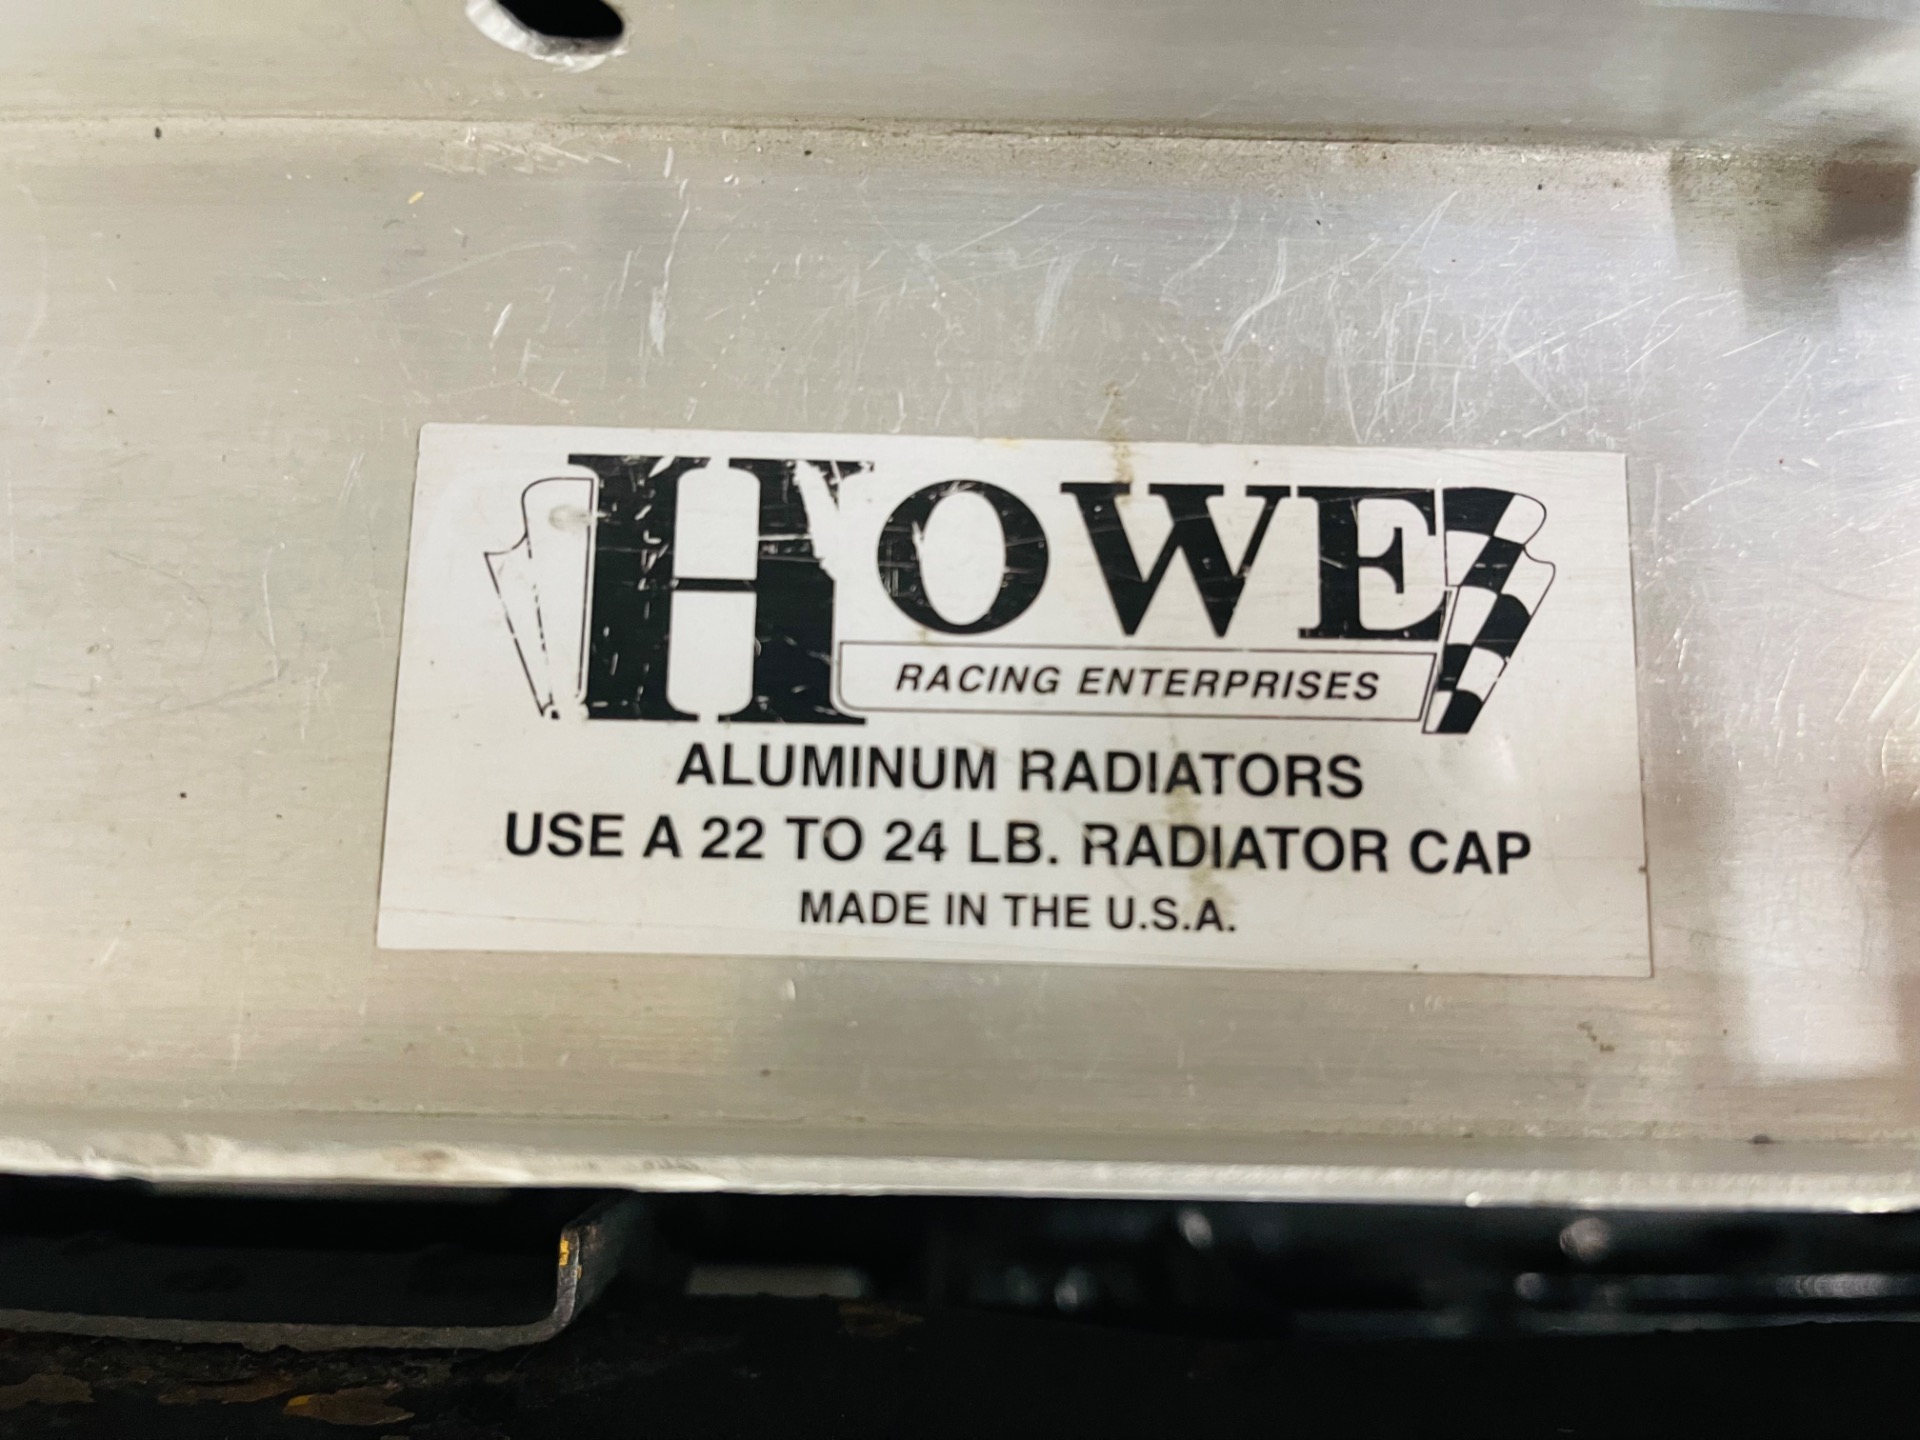 HOWE
RACING ENTERPRISES
ALUMINUM RADIATORS
USE A 22 TO 24 LB. RADIATOR CAP
MADE IN THE U.S.A.